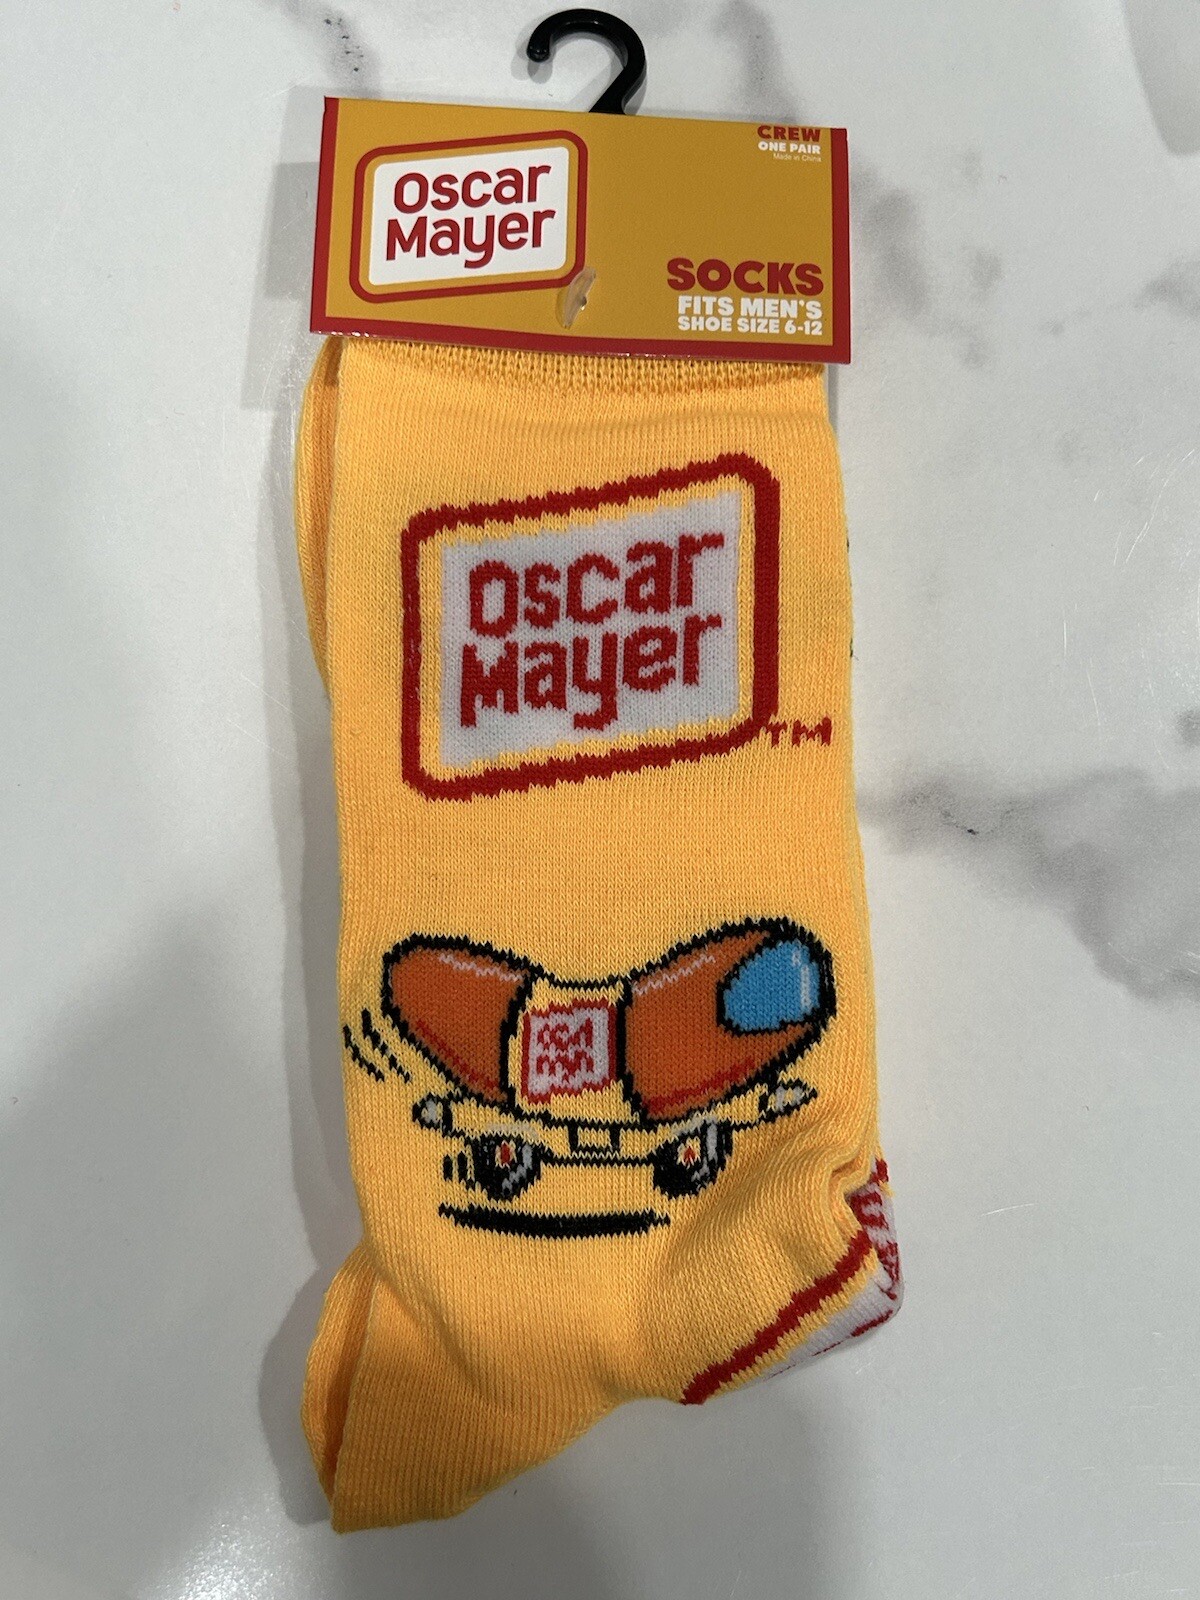 Oscar
Mayer
CREW
ONE PAIR
Made in China
SOCKS
FITS MEN'S
SHOE SIZE 6-12
Oscar
Mayer
TM